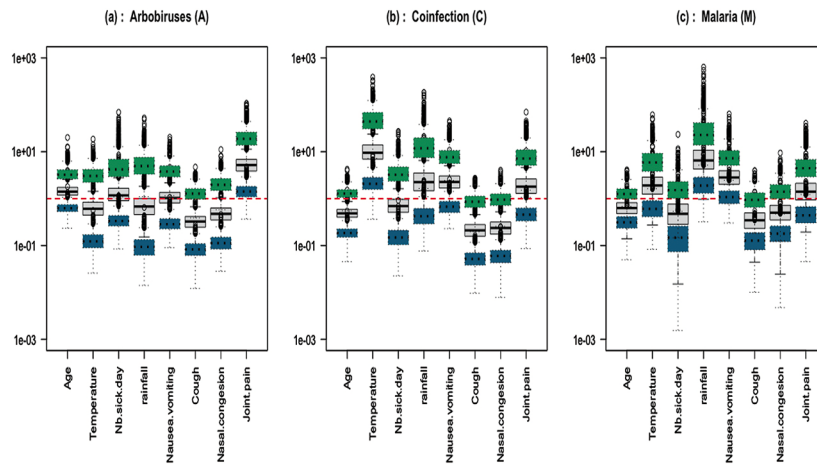 (a) : Arbobiruses (A)
(b) : Coinfection (C)
(c) : Malaria (M)
1e+03
1e+01
1e-01
1e-03
Age
Temperature
Nb.sick.day
rainfall
Nausea.vomiting
Cough
Nasal.congesion
Joint.pain
1e+03
1e+01
1e-01
1e-03
Age
Temperature
Nb.sick.day
rainfall
Nausea.vomiting
Cough
Nasal.congesion
Joint.pain
1e+03
1e+01
1e-01
1e-03
Age
Temperature
Nb.sick.day
rainfall
Nausea.vomiting
Cough
Nasal.congesion
Joint.pain